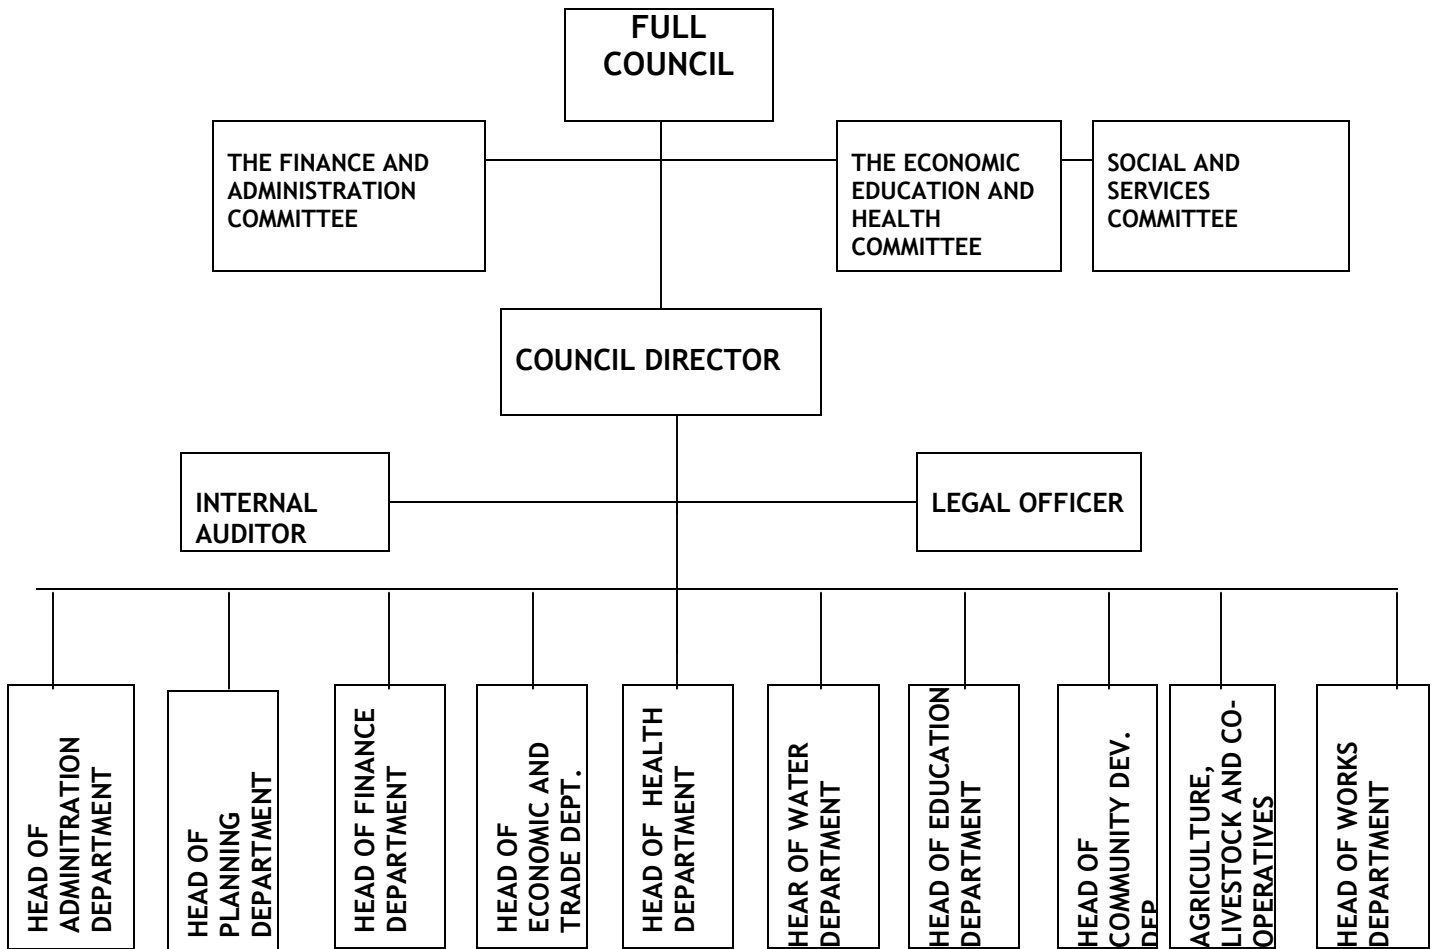 FULL
COUNCIL
THE FINANCE AND
ADMINISTRATION
COMMITTEE
THE ECONOMIC
EDUCATION AND
HEALTH
COMMITTEE
SOCIAL AND
SERVICES
COMMITTEE
COUNCIL DIRECTOR
INTERNAL
AUDITOR
LEGAL OFFICER
HEAD OF
ADMINITRATION
DEPARTMENT
HEAD OF
PLANNING
DEPARTMENT
HEAD OF FINANCE
DEPARTMENT
HEAD OF
ECONOMIC AND
TRADE DEPT.
HEAD OF HEALTH
DEPARTMENT
HEAR OF WATER
DEPARTMENT
HEAD OF EDUCATION
DEPARTMENT
HEAD OF
COMMUNITY DEV.
DEP
AGRICULTURE,
LIVESTOCK AND CO-
OPERATIVES
HEAD OF WORKS
DEPARTMENT